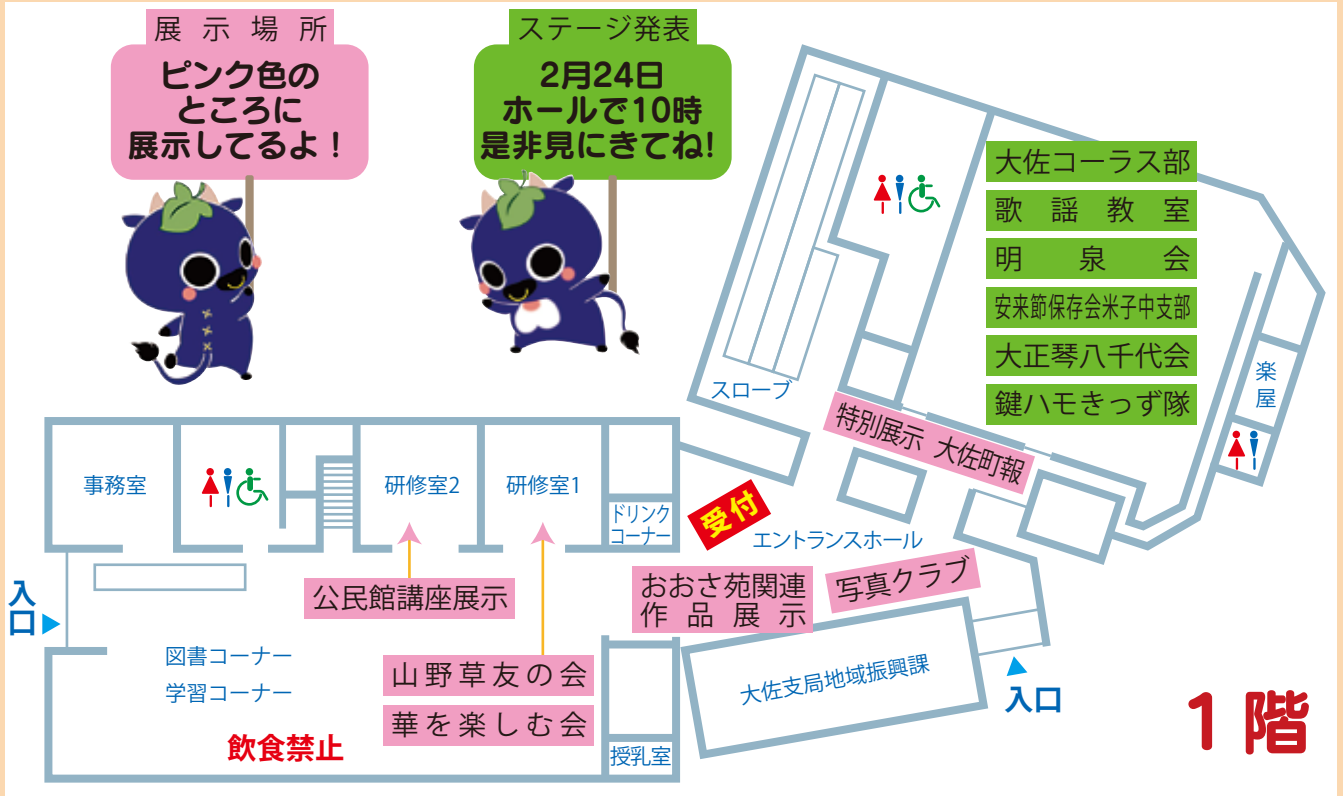 展示場所
ピンク色の
ところに
展示してるよ！
ステージ発表
2月24日
ホールで10時
是非見にきてね!
大佐コーラス部
歌謡教室
明泉会
安来節保存会米子中支部
大正琴八千代会
鍵ハモきっず隊
楽屋
スロープ
特別展示 大佐町報
事務室
研修室2
研修室1
ドリンク
コーナー
受付
エントランスホール
入口
公民館講座展示
おおさ苑関連
作品展示
写真クラブ
図書コーナー
学習コーナー
山野草友の会
華を楽しむ会
大佐支局地域振興課
入口
飲食禁止
授乳室
1階